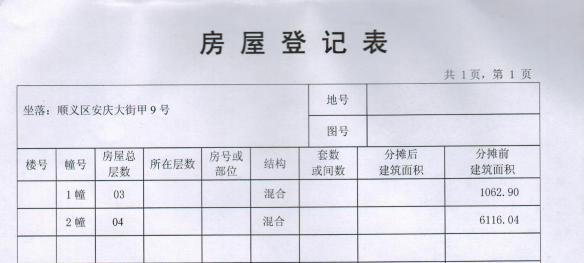 房屋登记表
共 1页, 第 1 页
坐落: 顺义区安庆大街甲9号
地号
图号
楼号 幢号 房屋总层数 所在层数 房号或部位 结构 套数或间数 分摊后建筑面积 分摊前建筑面积
1幢 03 混合 1062.90
2幢 04 混合 6116.04